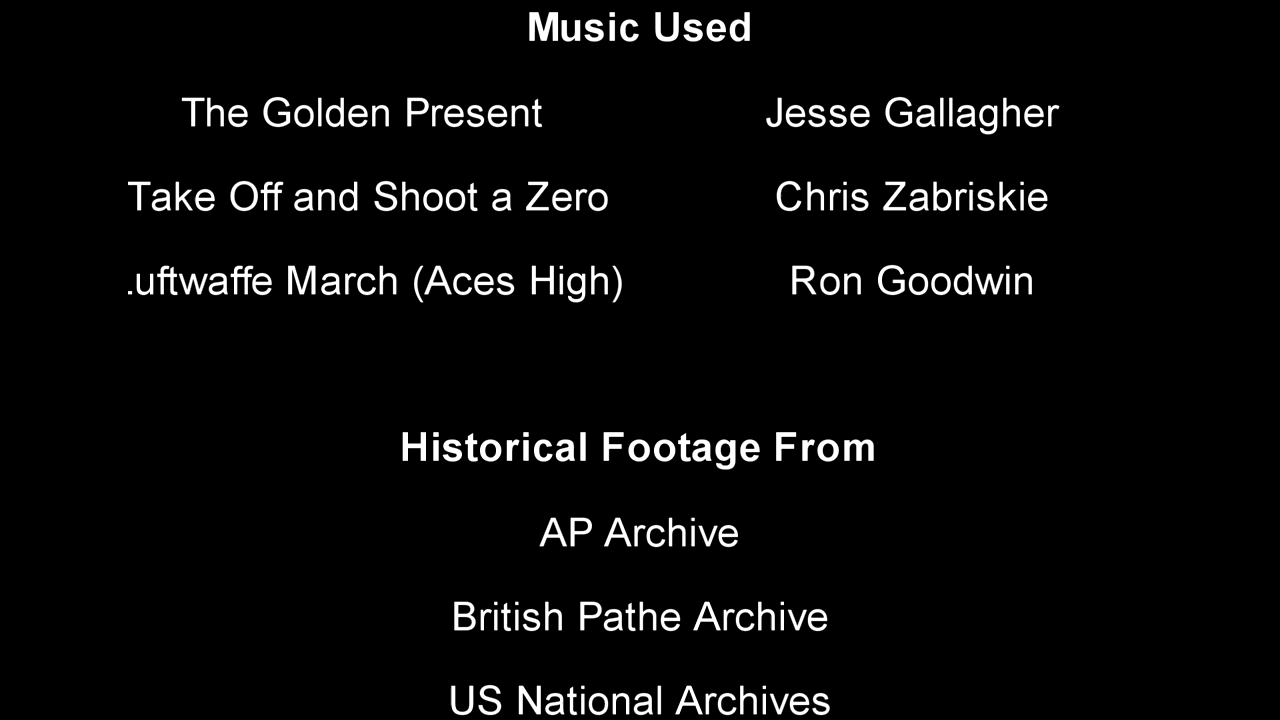 Music Used
The Golden Present Jesse Gallagher
Take Off and Shoot a Zero Chris Zabriskie
.uftwaffe March (Aces High) Ron Goodwin
Historical Footage From
AP Archive
British Pathe Archive
US National Archives